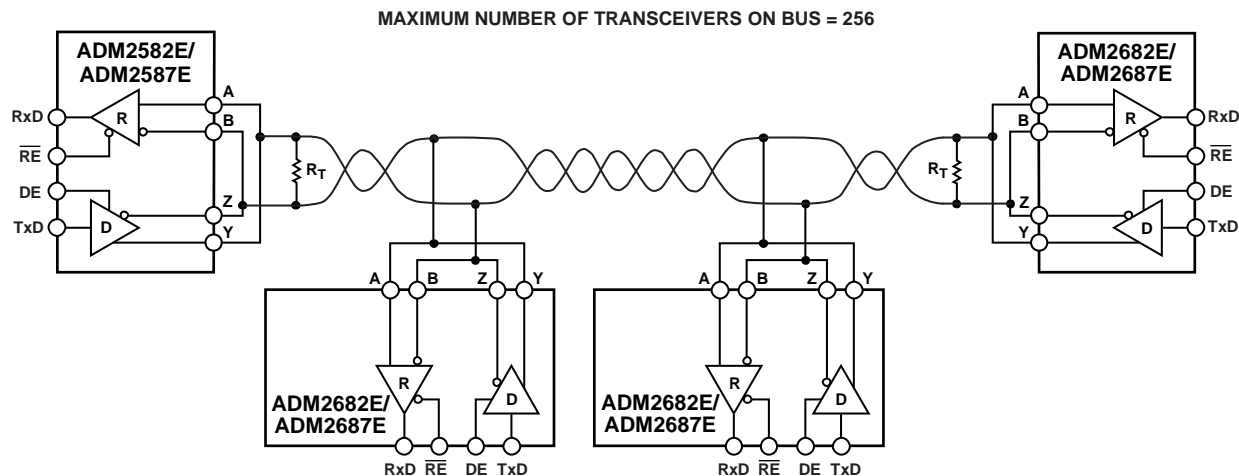 MAXIMUM NUMBER OF TRANSCEIVERS ON BUS = 256
ADM2582E/
ADM2587E
A
B
RxD
R
RE
DE
TxD
D
Z
Y
RT
ADM2682E/
ADM2687E
A
B
R
RxD
RE
DE
TxD
D
Z
Y
RT
A
B
Z
Y
R
D
ADM2682E/
ADM2687E
RxD
RE
DE
TxD
A
B
Z
Y
R
D
ADM2682E/
ADM2687E
RxD
RE
DE
TxD